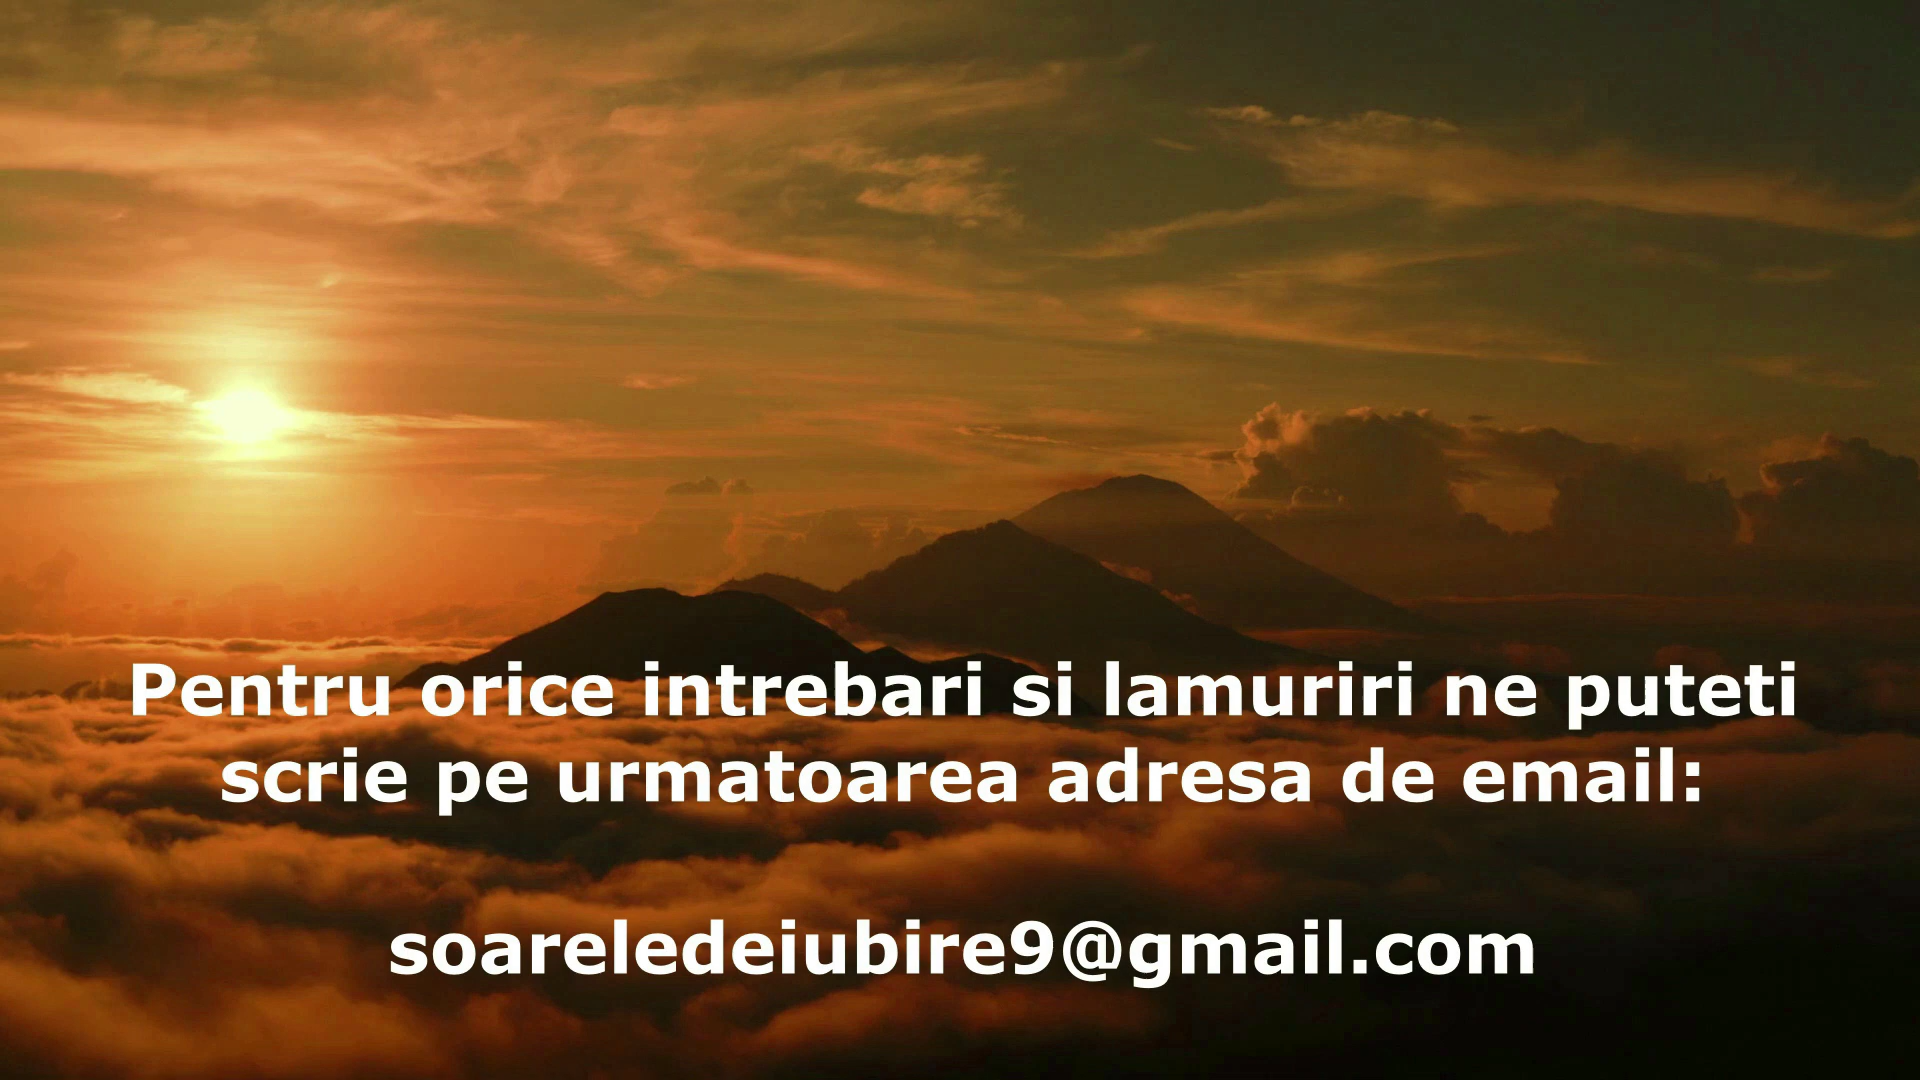 Pentru orice intrebari si lamuriri ne puteti
scrie pe urmatoarea adresa de email:
soareledeiubire9@gmail.com